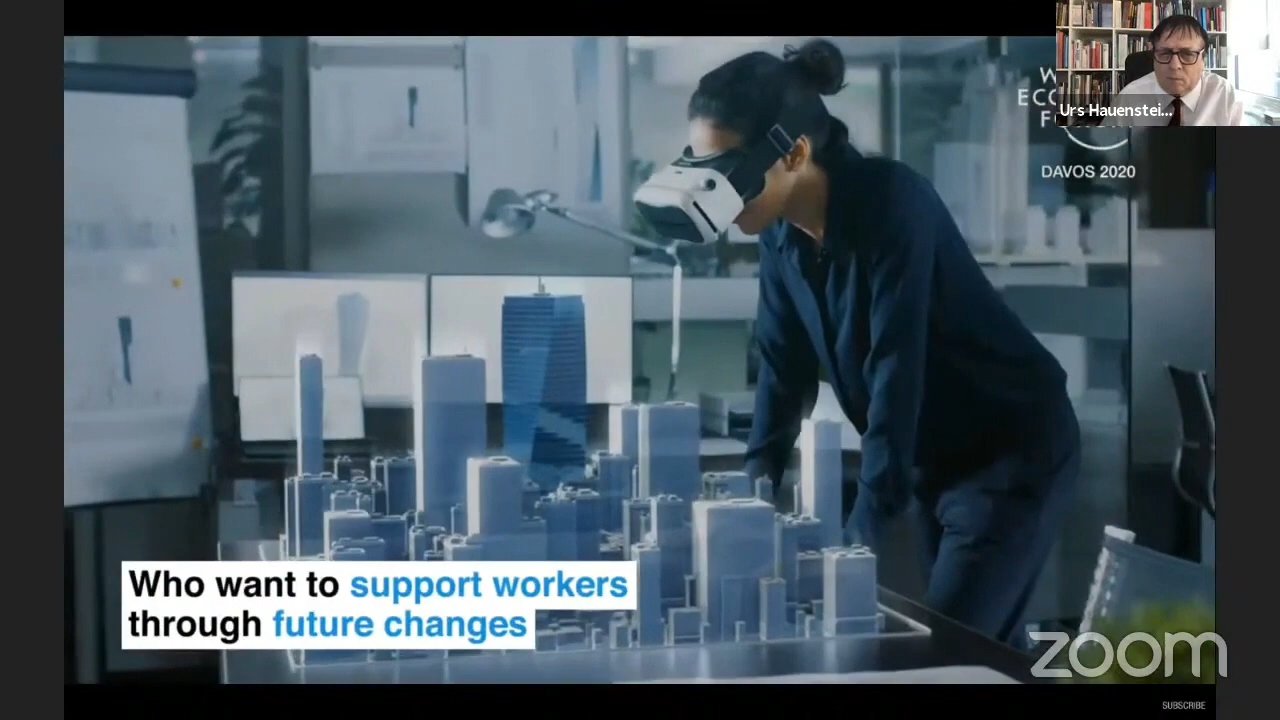 Urs Hauenstei...
DAVOS 2020
Who want to support workers
through future changes
zoom
SUBSCRIBE